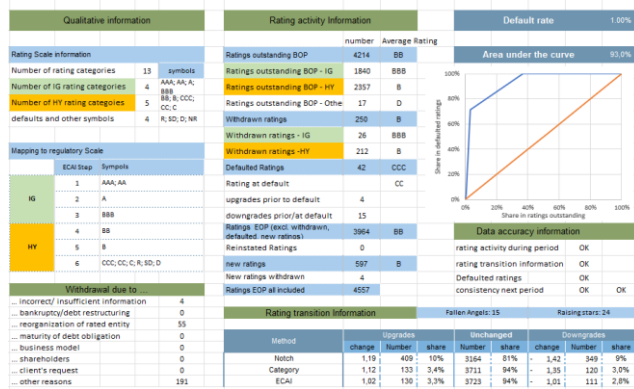 Qualitative information
Rating Scale information
Number of rating categories 13 symbols
Number of IG rating categories 4 AAA; AA; A; BBB
Number of HY rating categories 5 BB; B; CCC; CC; C
defaults and other symbols 4 R; SD; D; NR
Mapping to regulatory Scale
ECAI Step Sympols
IG
1 AAA; AA
2 A
3 BBB
HY
4 BB
5 B
6 CCC; CC; C; R; SD; D
Withdrawal due to ...
... incorrect/ Insufficient information 4
... bankruptcy/debt restructuring 0
... reorganization of rated entity 55
... maturity of debt obligation 0
... business model 0
... shareholders 0
... client's request 0
... other reasons 191
Rating activity Information
number Average Rating
Ratings outstanding BOP 4214 BB
Ratings outstanding BOP - IG 1840 BBB
Ratings outstanding BOP - HY 2357 B
Ratings outstanding BOP - Othe 17 D
Withdrawn ratings 250 B
Withdrawn ratings - IG 26 BBB
Withdrawn ratings -HY 212 B
Defaulted Ratings 42 CCC
Rating at default CC
upgrades prior to default 4
downgrades prior/at default 15
Ratings EOP (excl. withdrawn, defaulted, new ratings) 3964 BB
Reinstated Ratings 0
new ratings 597 B
New ratings withdrawn 4
Ratings EOP all included 4557
Default rate 1.00%
Area under the curve 93,0%
Share in defaulted ratings
100%
80%
60%
40%
20%
0%
0% 20% 40% 60% 80% 100%
Share in ratings outstanding
Data accuracy information
rating activity during period OK
rating transition information OK
Defaulted ratings OK
consistency next period OK OK
Rating transition Information Fallen Angels: 15 Raising stars: 24
Method Upgrades Unchanged Downgrades
change Number share Number share change Number share
Notch 1,19 409 10% 3164 81% - 1,42 349 9%
Category 1,12 133 3,4% 3711 94% - 1,35 120 3,0%
ECAI 1,02 130 3,3% 3723 94% - 1,01 111 2,8%